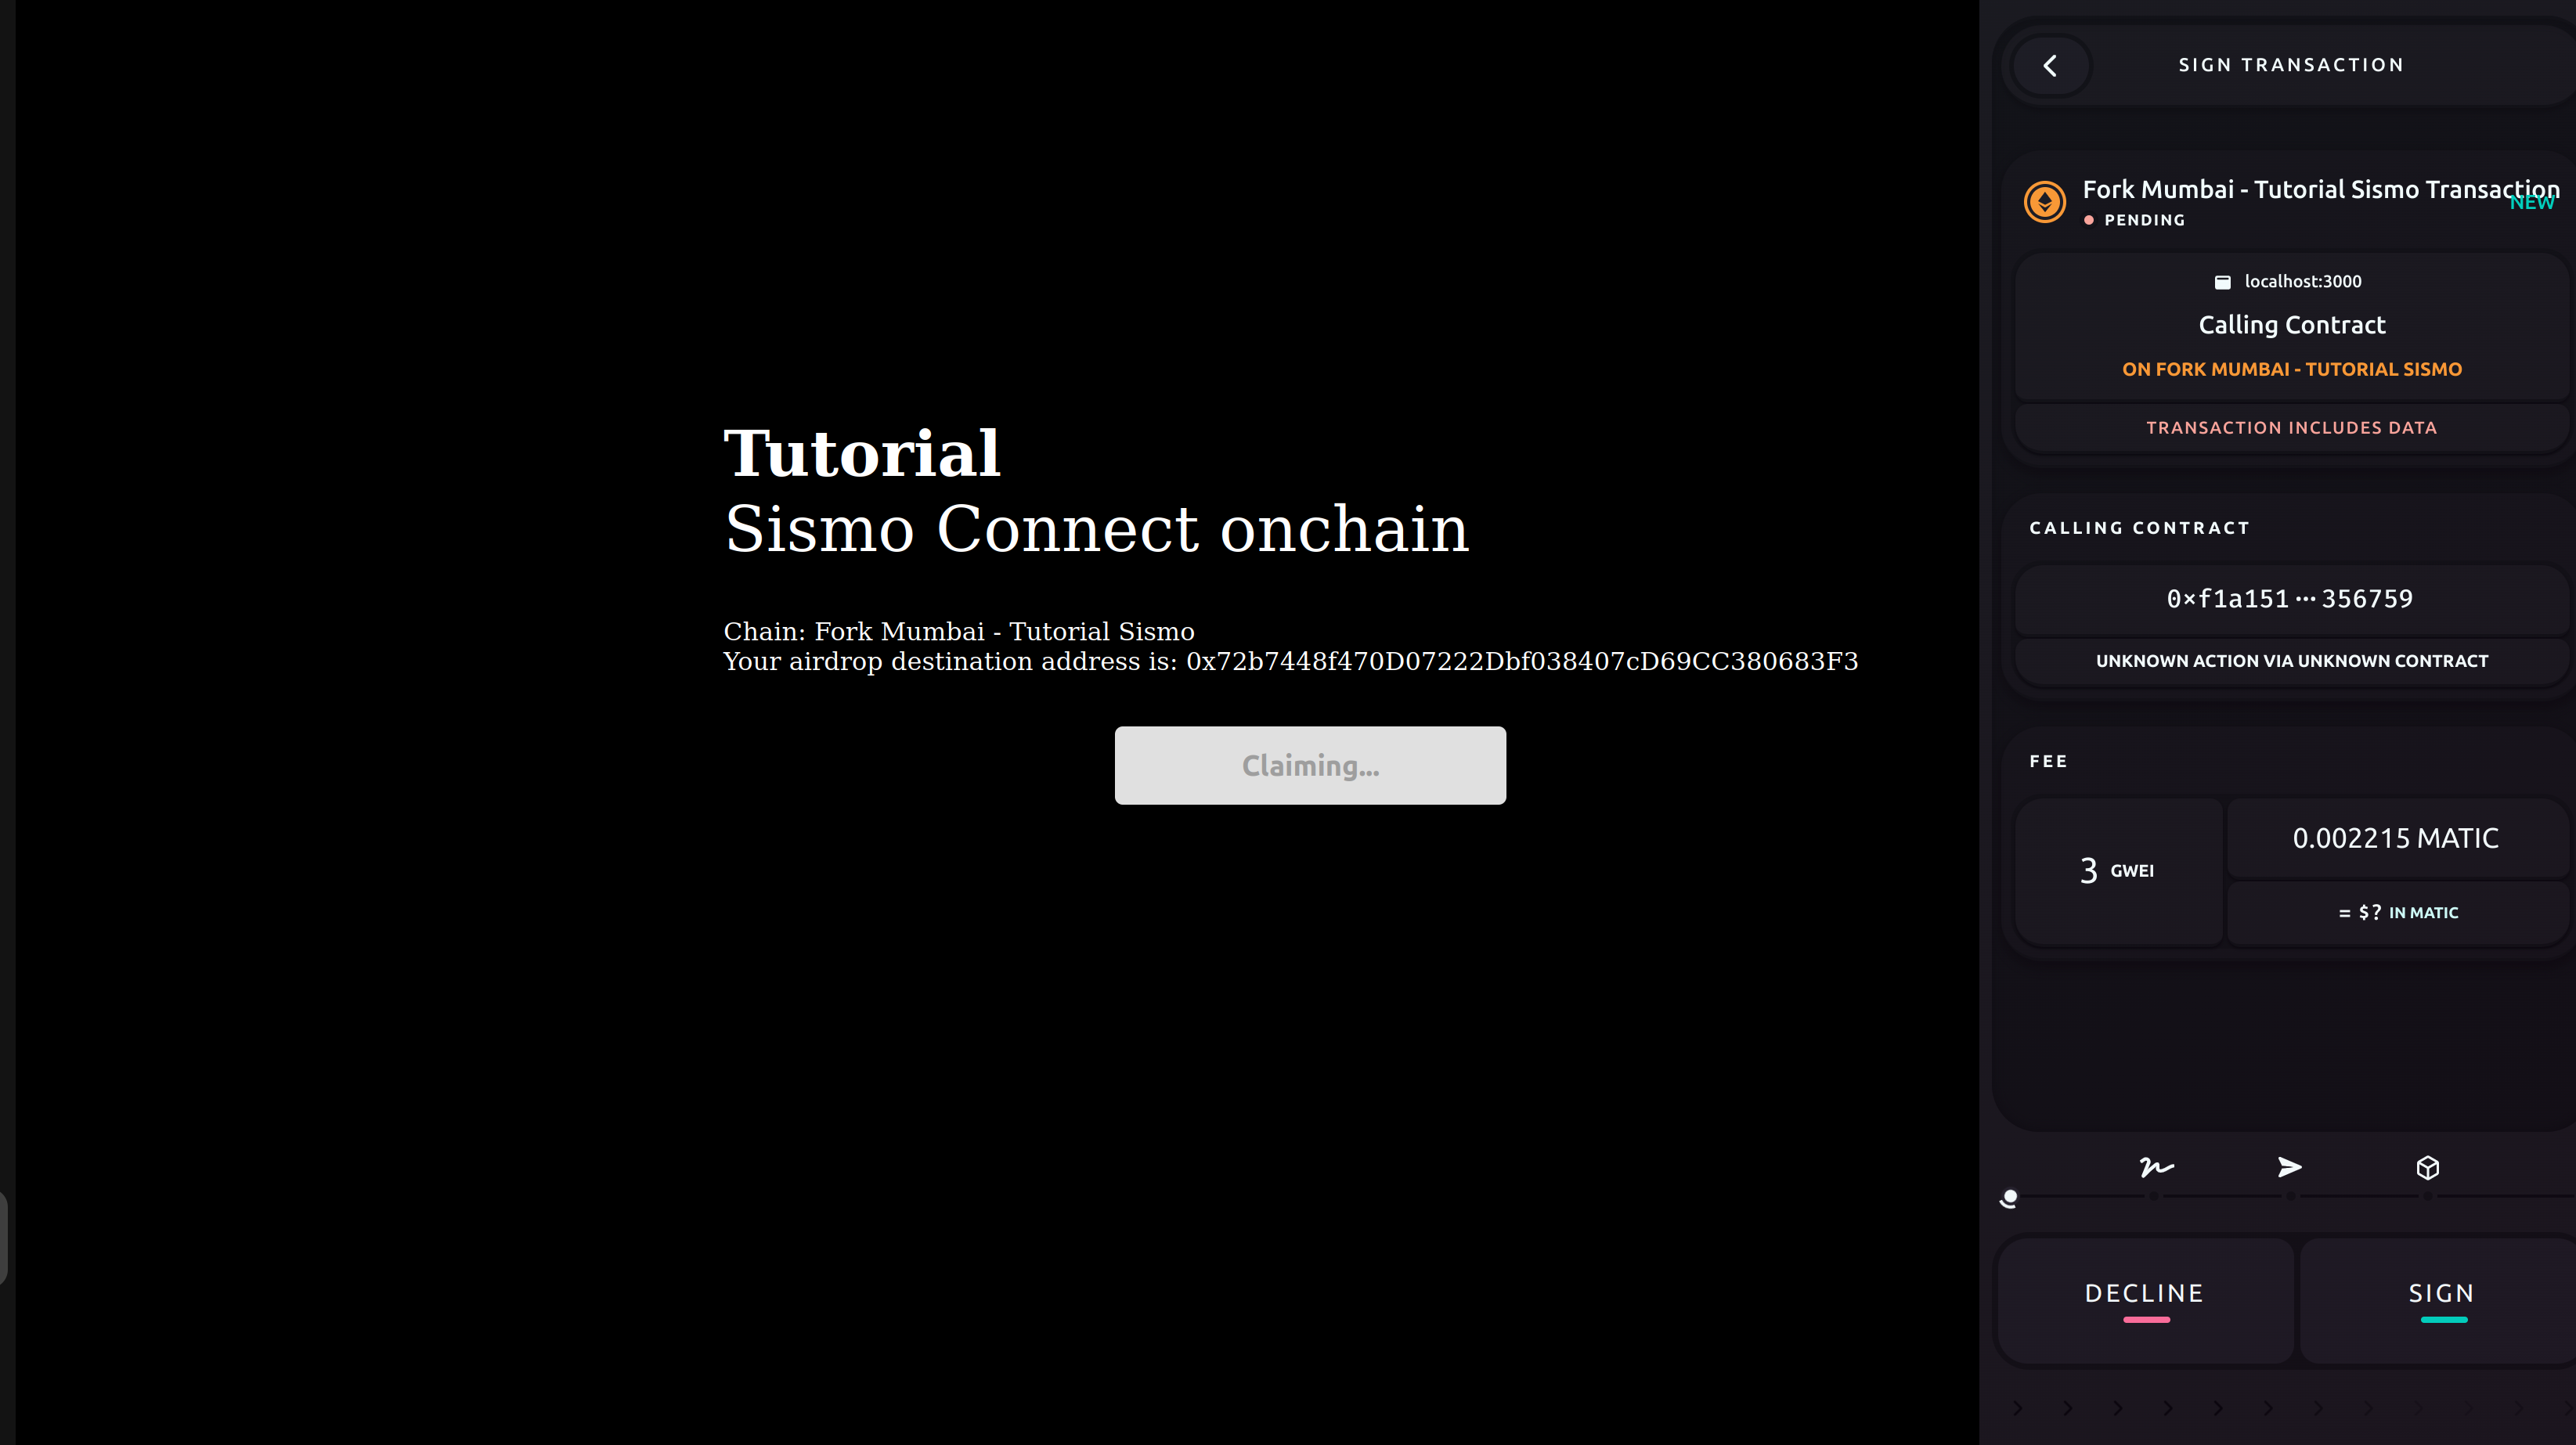 Tutorial
Sismo Connect onchain
Chain: Fork Mumbai - Tutorial Sismo
Your airdrop destination address is: 0x72b7448f470D07222Dbf038407cD69CC380683F3
Claiming...
SIGN TRANSACTION
Fork Mumbai - Tutorial Sismo Transaction
NEW
PENDING
localhost:3000
Calling Contract
ON FORK MUMBAI - TUTORIAL SISMO
TRANSACTION INCLUDES DATA
CALLING CONTRACT
0×f1a151···356759
UNKNOWN ACTION VIA UNKNOWN CONTRACT
FEE
3 GWEI
0.002215 MATIC
= $? IN MATIC
DECLINE
SIGN